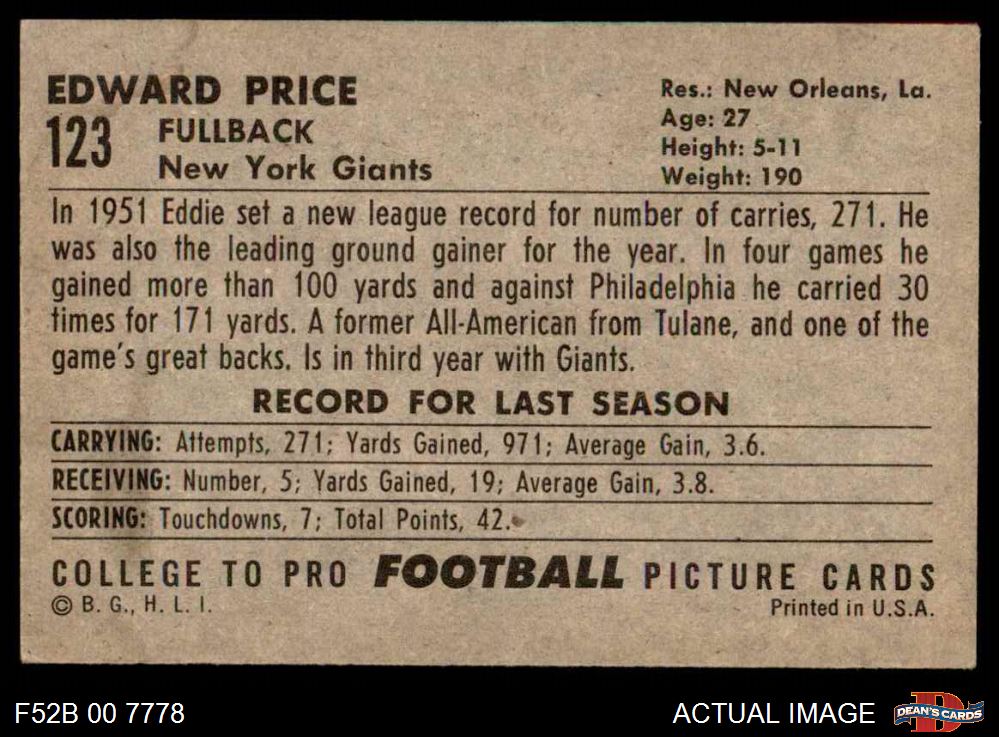 EDWARD PRICE
123 FULLBACK
New York Giants
Res.: New Orleans, La.
Age: 27
Height: 5-11
Weight: 190
In 1951 Eddie set a new league record for number of carries, 271. He
was also the leading ground gainer for the year. In four games he
gained more than 100 yards and against Philadelphia he carried 30
times for 171 yards. A former All-American from Tulane, and one of the
game's great backs. Is in third year with Giants.
RECORD FOR LAST SEASON
CARRYING: Attempts, 271; Yards Gained, 971; Average Gain, 3.6.
RECEIVING: Number, 5; Yards Gained, 19; Average Gain, 3.8.
SCORING: Touchdowns, 7; Total Points, 42.
COLLEGE TO PRO FOOTBALL PICTURE CARDS
© B. G., H. L. I.
Printed in U.S.A.
F52B 00 7778
ACTUAL IMAGE
DEAN'S CARDS